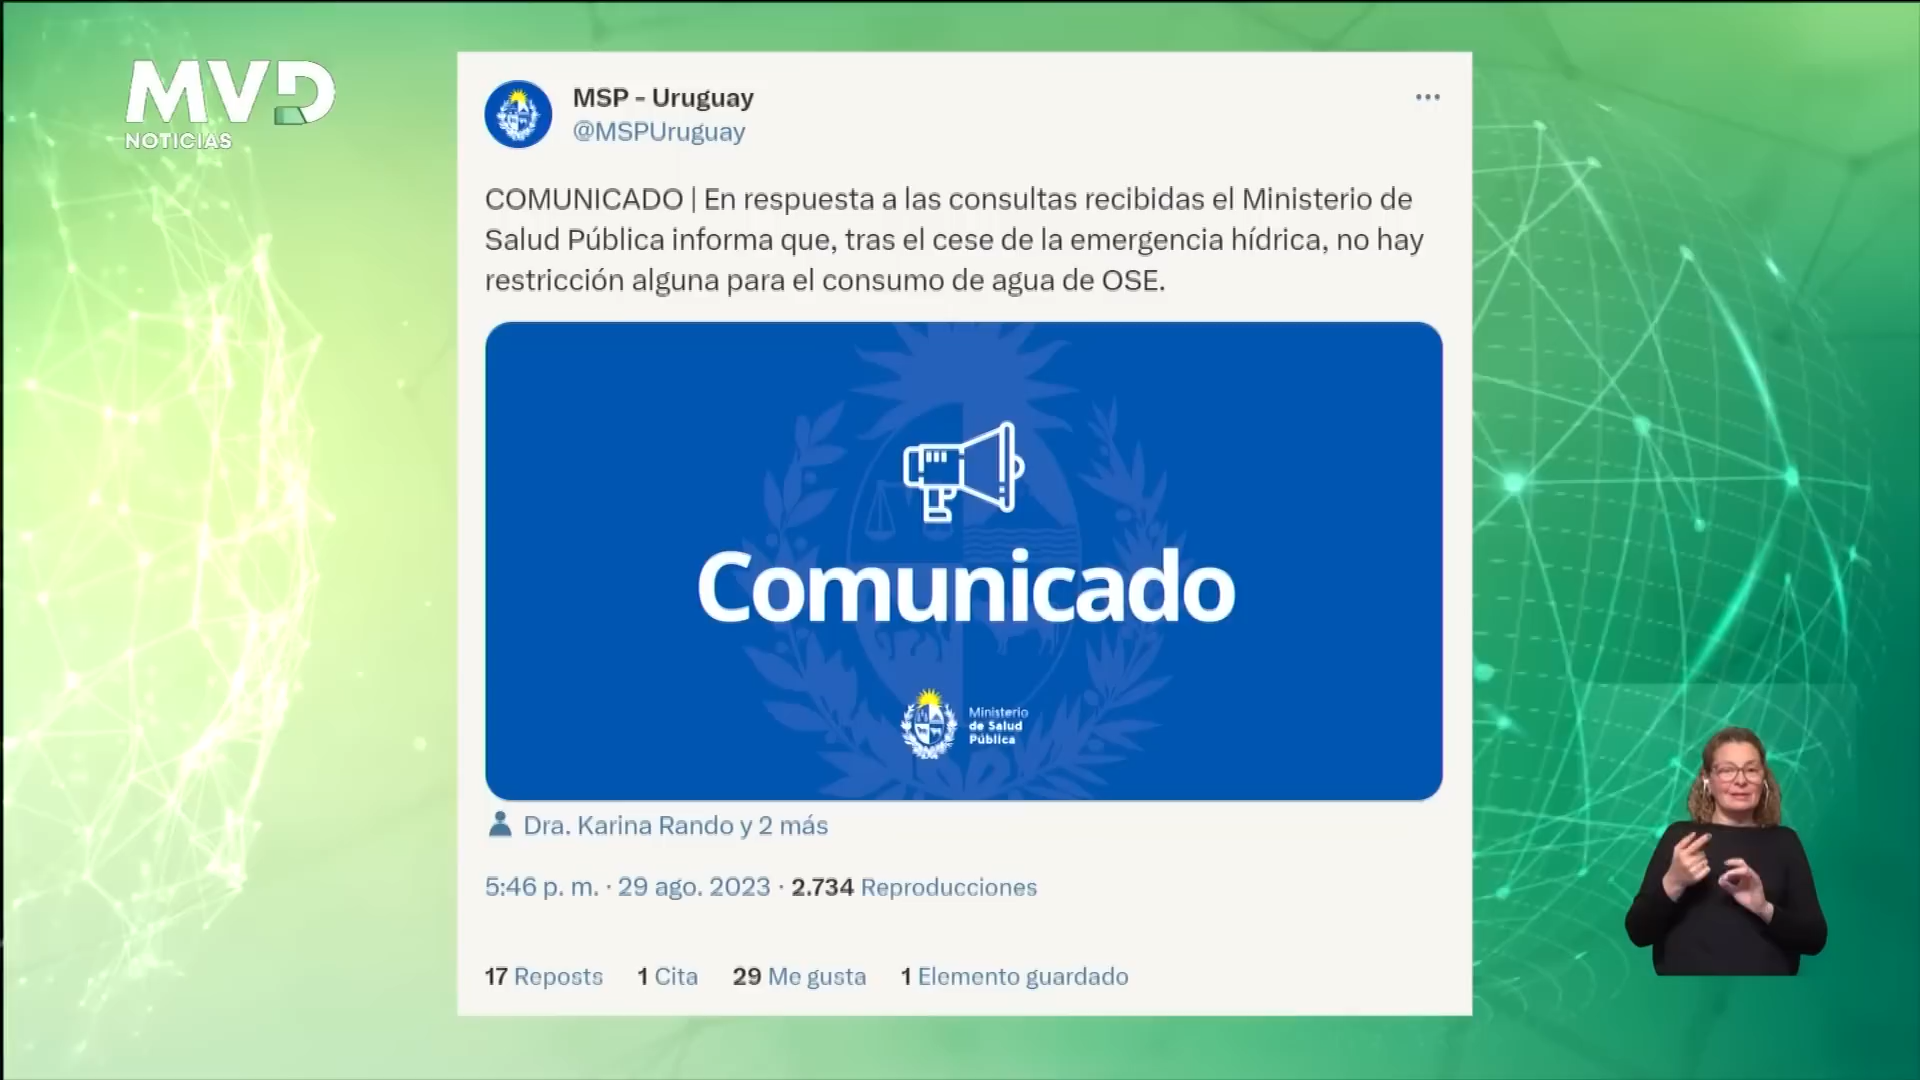 MVD
NOTICIAS
MSP - Uruguay
@MSPUruguay
COMUNICADO | En respuesta a las consultas recibidas el Ministerio de
Salud Pública informa que, tras el cese de la emergencia hídrica, no hay
restricción alguna para el consumo de agua de OSE.
Comunicado
Ministerio
de Salud
Pública
Dra. Karina Rando y 2 más
5:46 p. m. · 29 ago. 2023 · 2.734 Reproducciones
17 Reposts 1 Cita 29 Me gusta 1 Elemento guardado